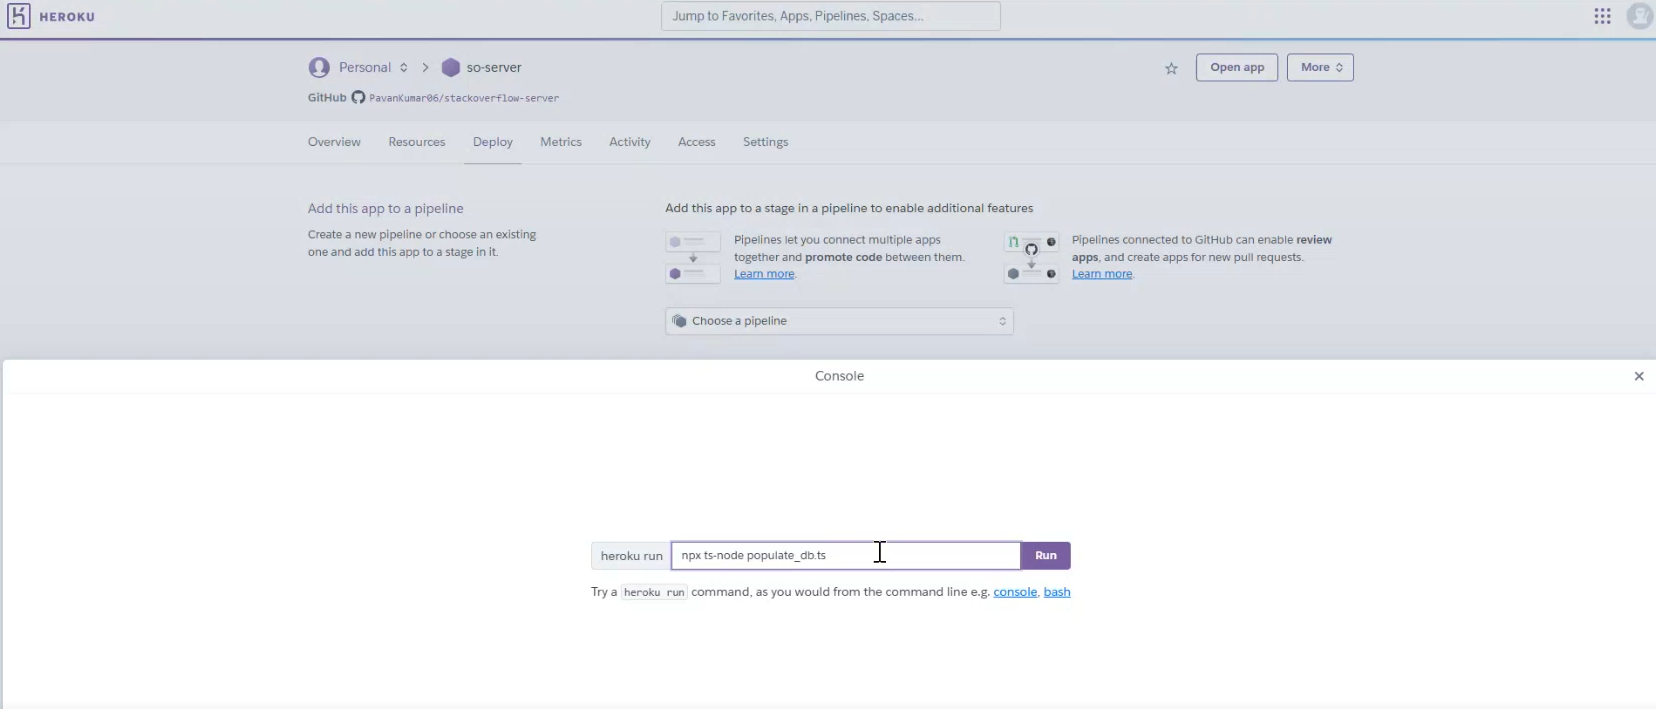 HEROKU
Jump to Favorites, Apps, Pipelines, Spaces...
Personal > so-server
Open app
More
GitHub PavanKumar06/stackoverflow-server
Overview Resources Deploy Metrics Activity Access Settings
Add this app to a pipeline
Create a new pipeline or choose an existing
one and add this app to a stage in it.
Add this app to a stage in a pipeline to enable additional features
Pipelines let you connect multiple apps
together and promote code between them.
Learn more.
Pipelines connected to GitHub can enable review
apps, and create apps for new pull requests.
Learn more.
Choose a pipeline
Console
heroku run npx ts-node populate_db.ts Run
Try a heroku run command, as you would from the command line e.g. console, bash